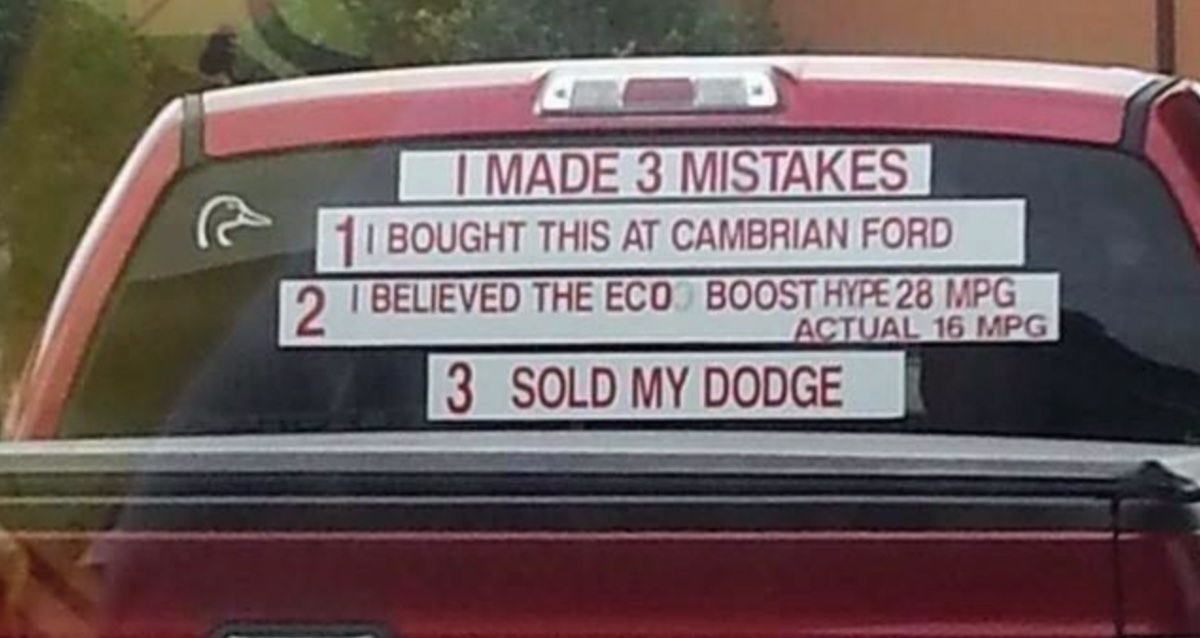 I MADE 3 MISTAKES
1 I BOUGHT THIS AT CAMBRIAN FORD
2 I BELIEVED THE ECO BOOST HYPE 28 MPG
ACTUAL 16 MPG
3 SOLD MY DODGE